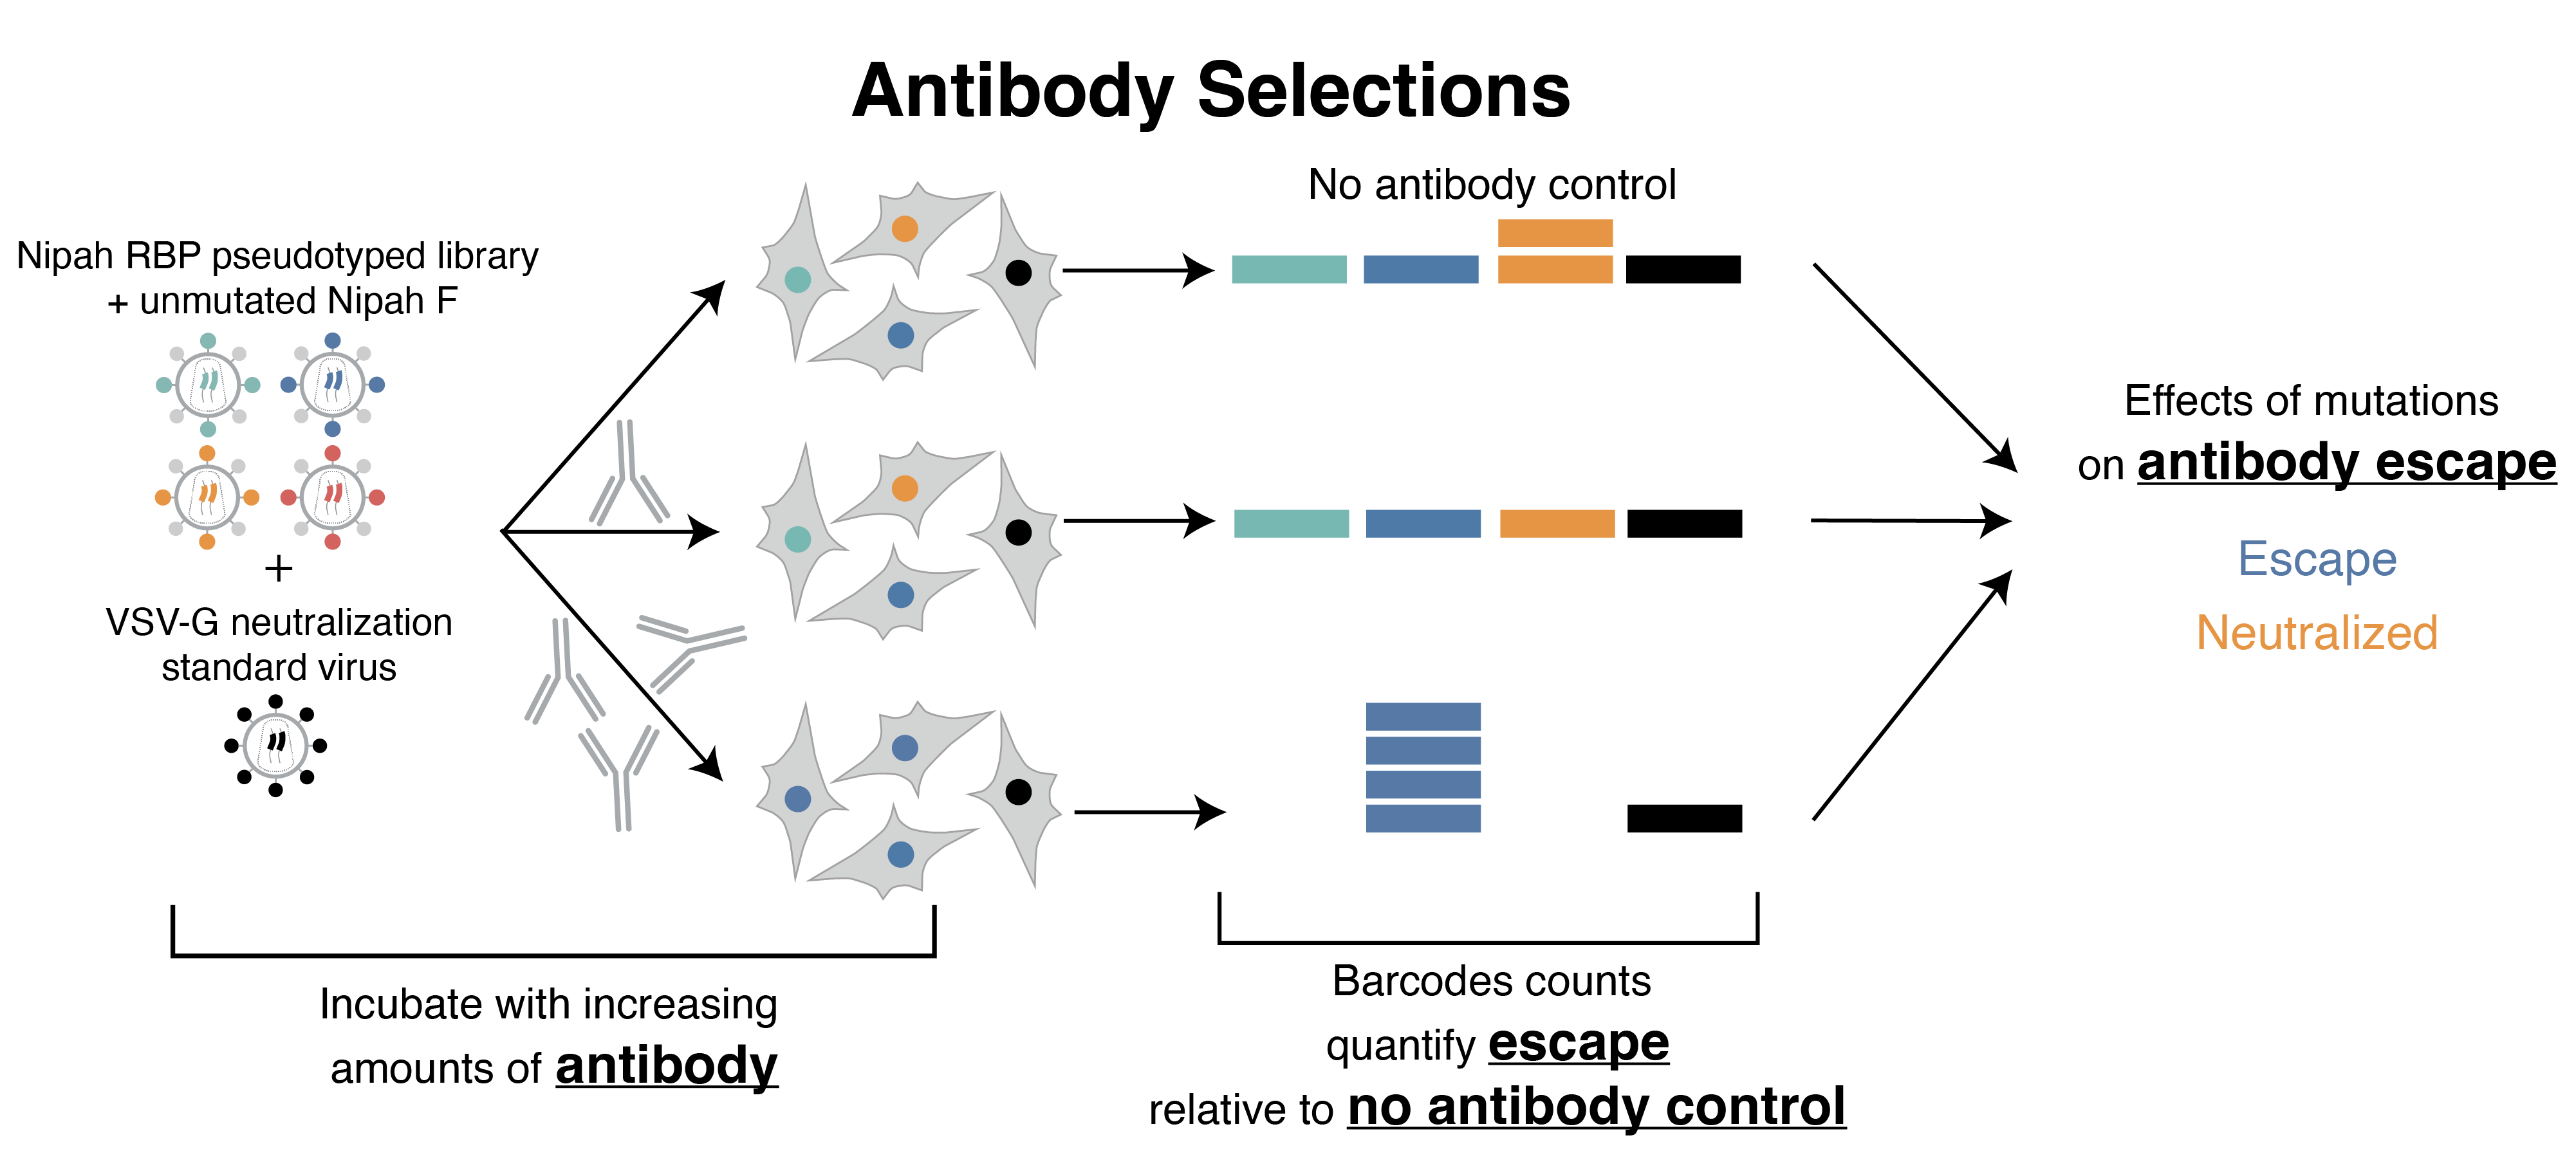 Antibody Selections
Nipah RBP pseudotyped library
+ unmutated Nipah F
+
VSV-G neutralization
standard virus
No antibody control
Effects of mutations
on antibody escape
Escape
Neutralized
Incubate with increasing
amounts of antibody
Barcodes counts
quantify escape
relative to no antibody control